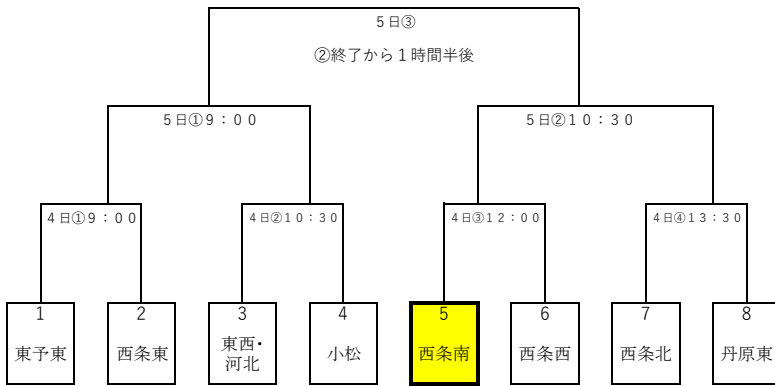 5日③
②終了から1時間半後
5日①9:00
5日②10:30
4日①9:00
4日②10:30
4日③12:00
4日④13:30
1
東予東
2
西条東
3
東西・
河北
4
小松
5
西条南
6
西条西
7
西条北
8
丹原東